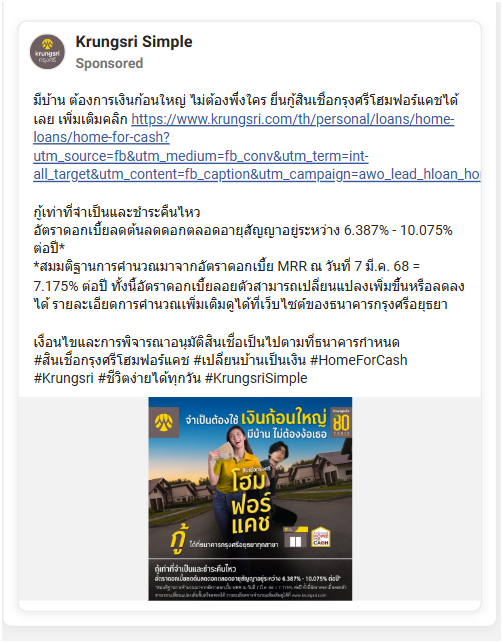 krungsri
กรุงศรี
Krungsri Simple
Sponsored
มีบ้าน ต้องการเงินก้อนใหญ่ ไม่ต้องพึ่งใคร ยื่นกู้สินเชื่อกรุงศรีโฮมฟอร์แคชได้
เลย เพิ่มเติมคลิก https://www.krungsri.com/th/personal/loans/home-
loans/home-for-cash?
utm_source=fb&utm_medium=fb_conv&utm_term=int-
all_target&utm_content=fb_caption&utm_campaign=awo_lead_hloan_ho
กู้เท่าที่จำเป็นและชำระคืนไหว
อัตราดอกเบี้ยลดต้นลดดอกตลอดอายุสัญญาอยู่ระหว่าง 6.387% - 10.075%
ต่อปี*
*สมมติฐานการคำนวณมาจากอัตราดอกเบี้ย MRR ณ วันที่ 7 มี.ค. 68 =
7.175% ต่อปี ทั้งนี้อัตราดอกเบี้ยลอยตัวสามารถเปลี่ยนแปลงเพิ่มขึ้นหรือลดลง
ได้ รายละเอียดการคำนวณเพิ่มเติมดูได้ที่เว็บไซต์ของธนาคารกรุงศรีอยุธยา
เงื่อนไขและการพิจารณาอนุมัติสินเชื่อเป็นไปตามที่ธนาคารกำหนด
#สินเชื่อกรุงศรีโฮมฟอร์แคช #เปลี่ยนบ้านเป็นเงิน #HomeForCash
#Krungsri #ชีวิตง่ายได้ทุกวัน #KrungsriSimple
จำเป็นต้องใช้ เงินก้อนใหญ่
มีบ้าน ไม่ต้องง้อเธอ
80
สินเชื่อกรุงศรี
โฮม
ฟอร์
แคช
กู้ ได้ที่ธนาคารกรุงศรีอยุธยาทุกสาขา
CASH
กู้เท่าที่จำเป็นและชำระคืนไหว
อัตราดอกเบี้ยลดต้นลดดอกตลอดอายุสัญญาอยู่ระหว่าง 6.387% - 10.075% ต่อปี*